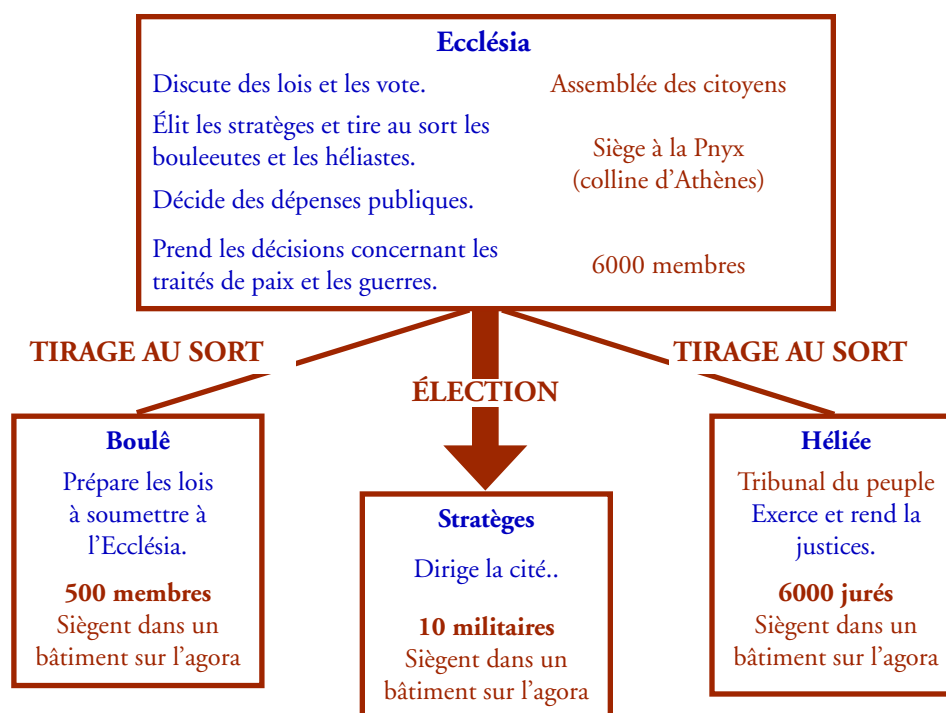 Ecclésia
Discute des lois et les vote.
Assemblée des citoyens
Élit les stratèges et tire au sort les
bouleeutes et les héliastes.
Siège à la Pnyx
(colline d'Athènes)
Décide des dépenses publiques.
Prend les décisions concernant les
traités de paix et les guerres.
6000 membres
TIRAGE AU SORT
ÉLECTION
TIRAGE AU SORT
Boulê
Prépare les lois
à soumettre à
l'Ecclésia.
500 membres
Siègent dans un
bâtiment sur l'agora
Stratèges
Dirige la cité..
10 militaires
Siègent dans un
bâtiment sur l'agora
Héliée
Tribunal du peuple
Exerce et rend la
justices.
6000 jurés
Siègent dans un
bâtiment sur l'agora